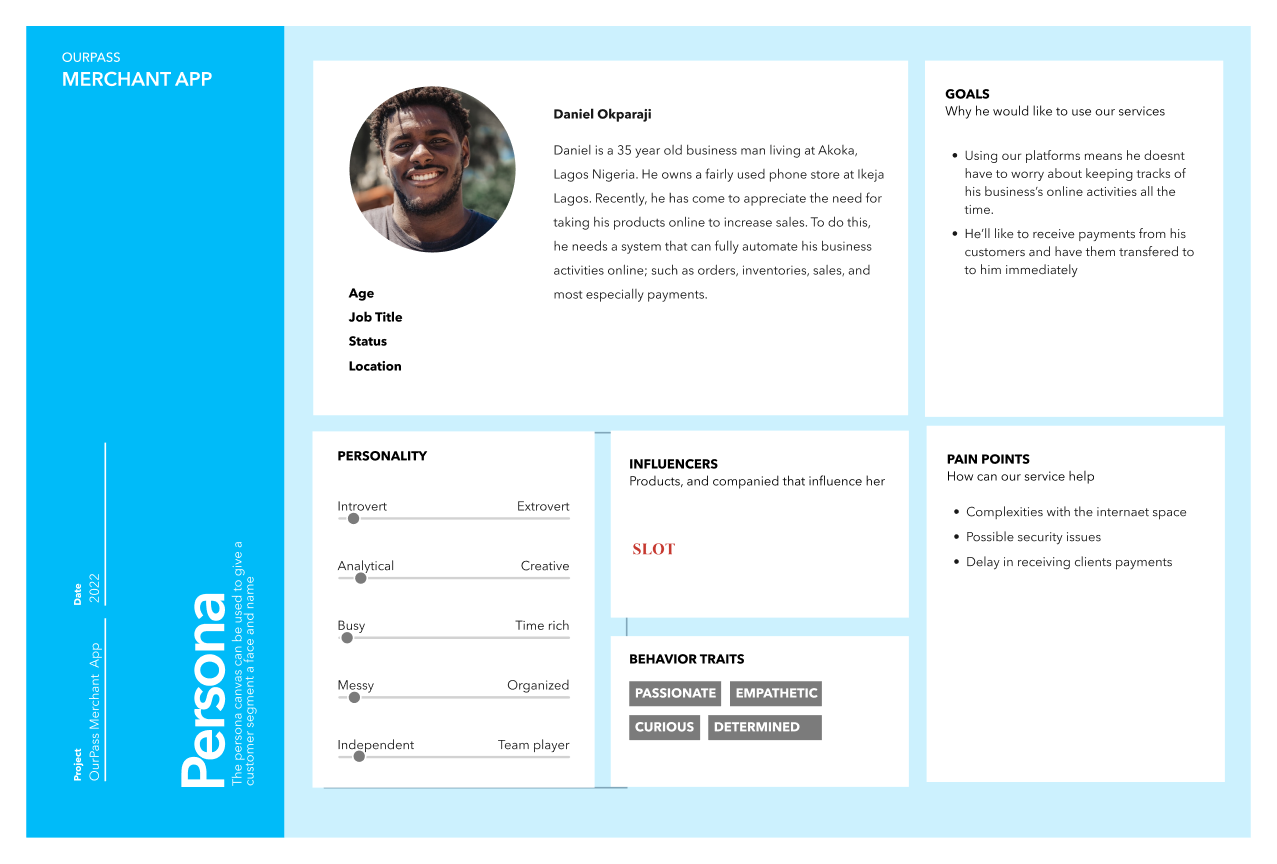 OURPASS
MERCHANT APP
Date
2022
Project
OurPass Merchant App
Persona
The persona canvas can be used to give a
customer segment a face and name
Daniel Okparaji
Daniel is a 35 year old business man living at Akoka,
Lagos Nigeria. He owns a fairly used phone store at Ikeja
Lagos. Recently, he has come to appreciate the need for
taking his products online to increase sales. To do this,
he needs a system that can fully automate his business
activities online; such as orders, inventories, sales, and
most especially payments.
Age
Job Title
Status
Location
GOALS
Why he would like to use our services
• Using our platforms means he doesnt
have to worry about keeping tracks of
his business's online activities all the
time.
• He'll like to receive payments from his
customers and have them transfered to
to him immediately
PERSONALITY
Introvert Extrovert
Analytical Creative
Busy Time rich
Messy Organized
Independent Team player
INFLUENCERS
Products, and companied that influence her
SLOT
BEHAVIOR TRAITS
PASSIONATE EMPATHETIC
CURIOUS DETERMINED
PAIN POINTS
How can our service help
• Complexities with the internaet space
• Possible security issues
• Delay in receiving clients payments